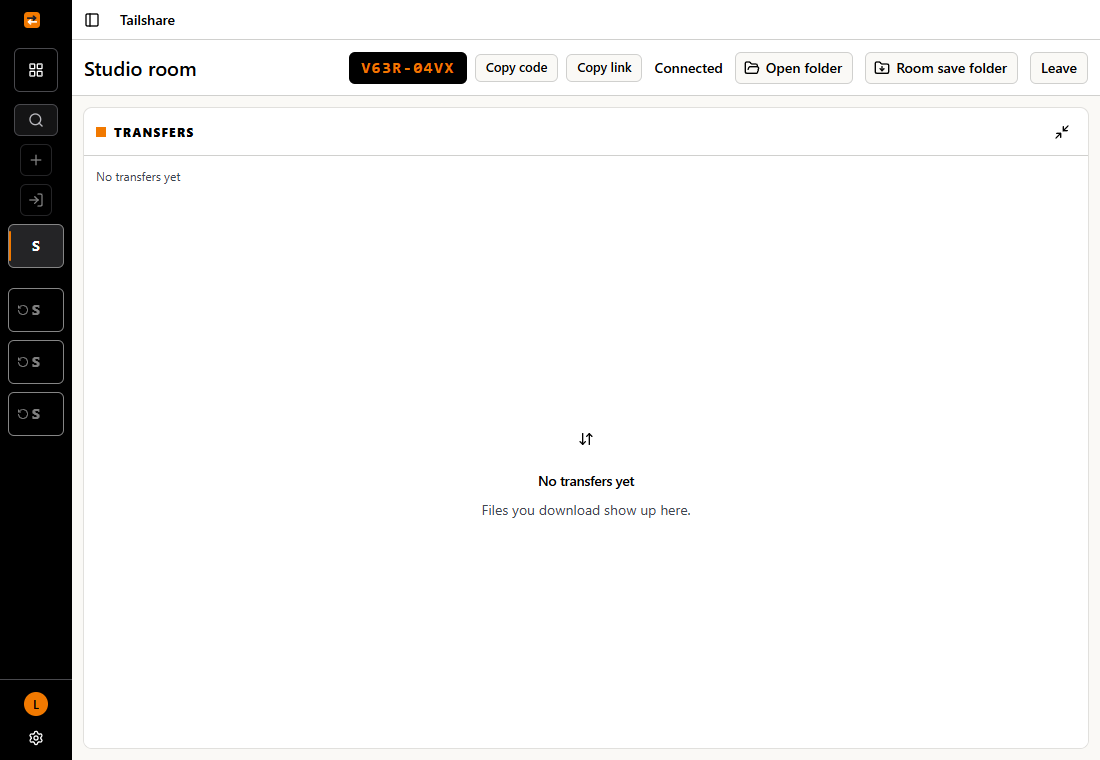 Tailshare
Studio room
V63R-04VX
Copy code
Copy link
Connected
Open folder
Room save folder
Leave
S
S
S
S
L
TRANSFERS
No transfers yet
No transfers yet
Files you download show up here.